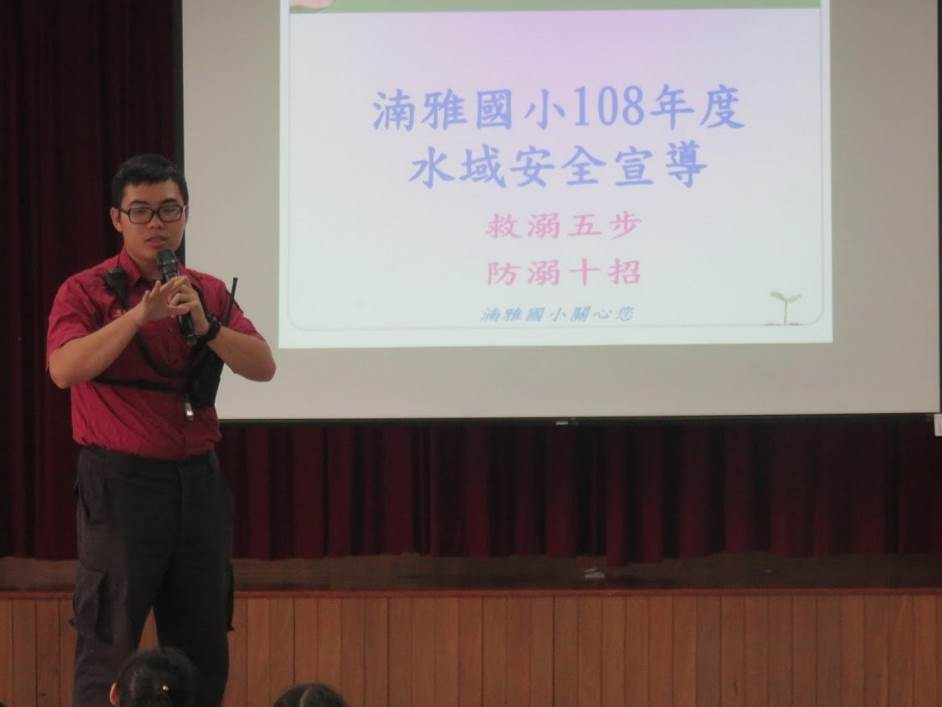 湳雅國小108年度
水域安全宣導
救溺五步
防溺十招
湳雅國小關心您